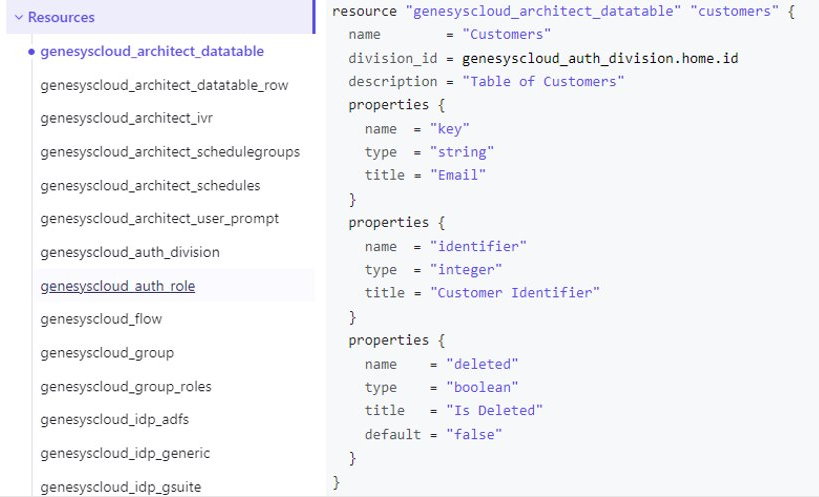 Resources
genesyscloud_architect_datatable
genesyscloud_architect_datatable_row
genesyscloud_architect_ivr
genesyscloud_architect_schedulegroups
genesyscloud_architect_schedules
genesyscloud_architect_user_prompt
genesyscloud_auth_division
genesyscloud_auth_role
genesyscloud_flow
genesyscloud_group
genesyscloud_group_roles
genesyscloud_idp_adfs
genesyscloud_idp_generic
genesyscloud_idp_gsuite
resource "genesyscloud_architect_datatable" "customers" {
  name        = "Customers"
  division_id = genesyscloud_auth_division.home.id
  description = "Table of Customers"
  properties {
    name  = "key"
    type  = "string"
    title = "Email"
  }
  properties {
    name  = "identifier"
    type  = "integer"
    title = "Customer Identifier"
  }
  properties {
    name    = "deleted"
    type    = "boolean"
    title   = "Is Deleted"
    default = "false"
  }
}